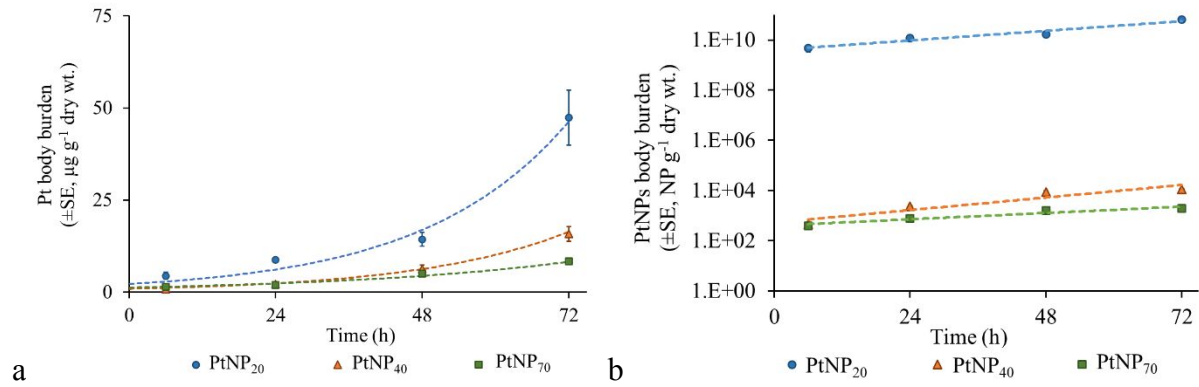 75
50
25
0
Pt body burden
(±SE, µg g⁻¹ dry wt.)
0
24
48
72
Time (h)
PtNP₂₀
PtNP₄₀
PtNP₇₀
a
1.E+10
1.E+08
1.E+06
1.E+04
1.E+02
1.E+00
PtNPs body burden
(±SE, NP g⁻¹ dry wt.)
0
24
48
72
Time (h)
PtNP₂₀
PtNP₄₀
PtNP₇₀
b